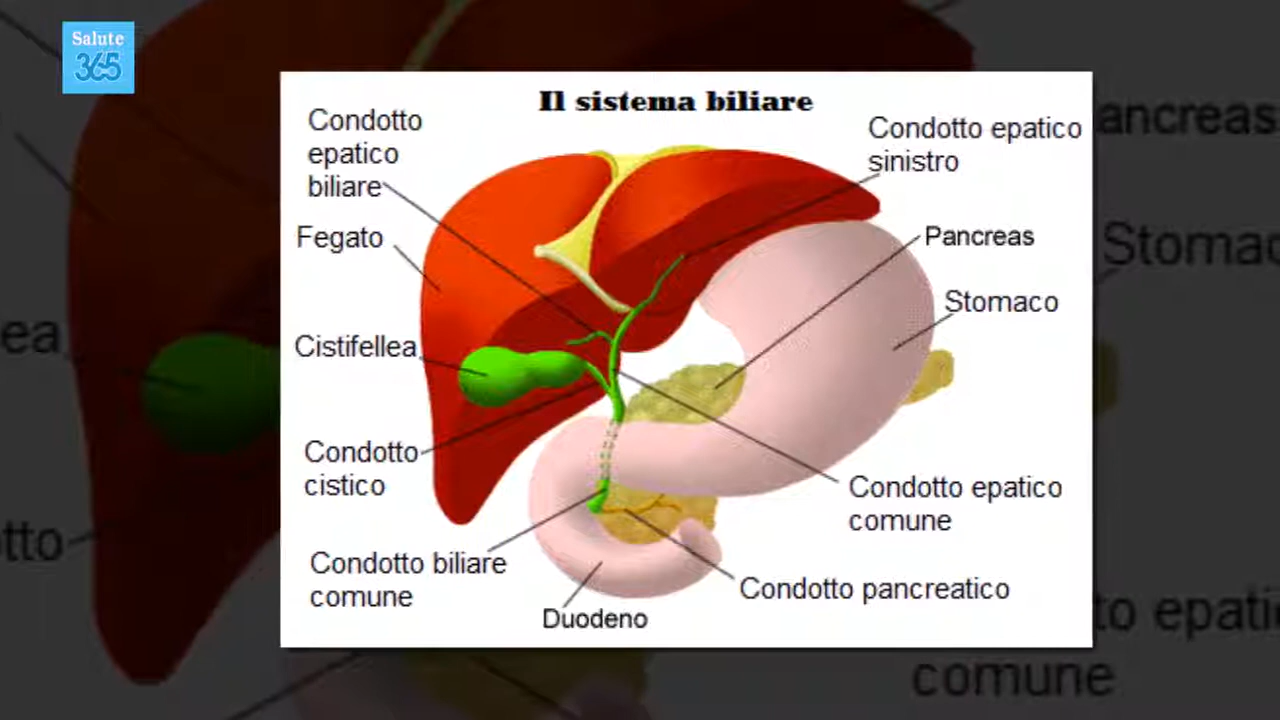 Salute
365
Il sistema biliare
Condotto
epatico
biliare
Condotto epatico
sinistro
Fegato
Pancreas
Stomaco
Cistifellea
Condotto
cistico
Condotto epatico
comune
Condotto biliare
comune
Condotto pancreatico
Duodeno
ancreas
Stomac
ea
tto
to epati
comune